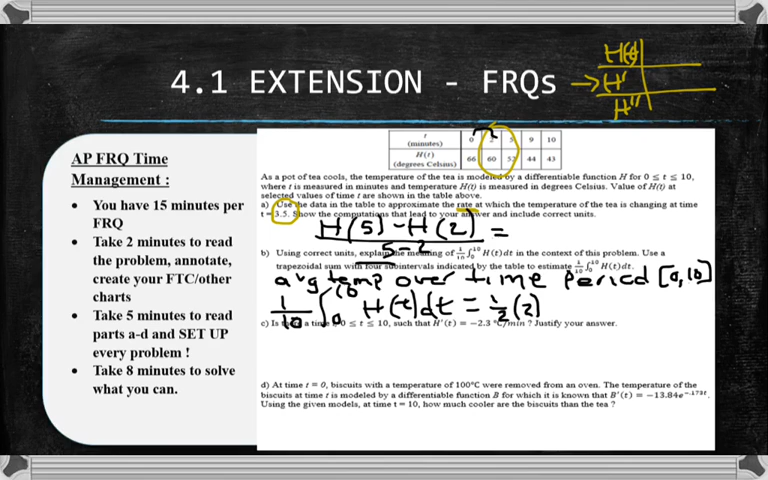 4.1 EXTENSION - FRQs
H(t)
→ H'
H''
AP FRQ Time
Management :
• You have 15 minutes per
FRQ
• Take 2 minutes to read
the problem, annotate,
create your FTC/other
charts
• Take 5 minutes to read
parts a-d and SET UP
every problem !
• Take 8 minutes to solve
what you can.
t
(minutes) 0 2 5 9 10
H(t)
(degrees Celsius) 66 60 52 44 43
As a pot of tea cools, the temperature of the tea is modeled by a differentiable function H for 0 ≤ t ≤ 10,
where t is measured in minutes and temperature H(t) is measured in degrees Celsius. Value of H(t) at
selected values of time t are shown in the table above.
a) Use the data in the table to approximate the rate at which the temperature of the tea is changing at time
t = 3.5. Show the computations that lead to your answer and include correct units.
H(5) - H(2) =
5-2
b) Using correct units, explain the meaning of 1/10 ∫₀¹⁰ H(t)dt in the context of this problem. Use a
trapezoidal sum with four subintervals indicated by the table to estimate 1/10 ∫₀¹⁰ H(t)dt.
avg temp over time period [0,10]
1/10 ∫₀¹⁰ H(t)dt = 1/2(2)
c) Is there a time 0 ≤ t ≤ 10, such that H'(t) = −2.3 °C/min ? Justify your answer.
d) At time t = 0, biscuits with a temperature of 100°C were removed from an oven. The temperature of the
biscuits at time t is modeled by a differentiable function B for which it is known that B'(t) = −13.84e^−.173t.
Using the given models, at time t = 10, how much cooler are the biscuits than the tea ?